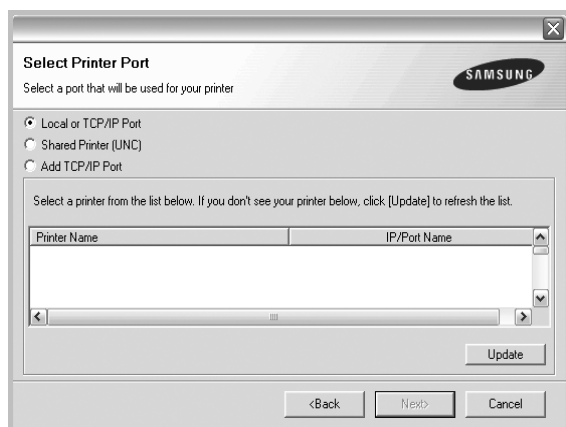 Select Printer Port
Select a port that will be used for your printer
SAMSUNG
Local or TCP/IP Port
Shared Printer (UNC)
Add TCP/IP Port
Select a printer from the list below. If you don't see your printer below, click [Update] to refresh the list.
Printer Name IP/Port Name
Update
<Back Next> Cancel